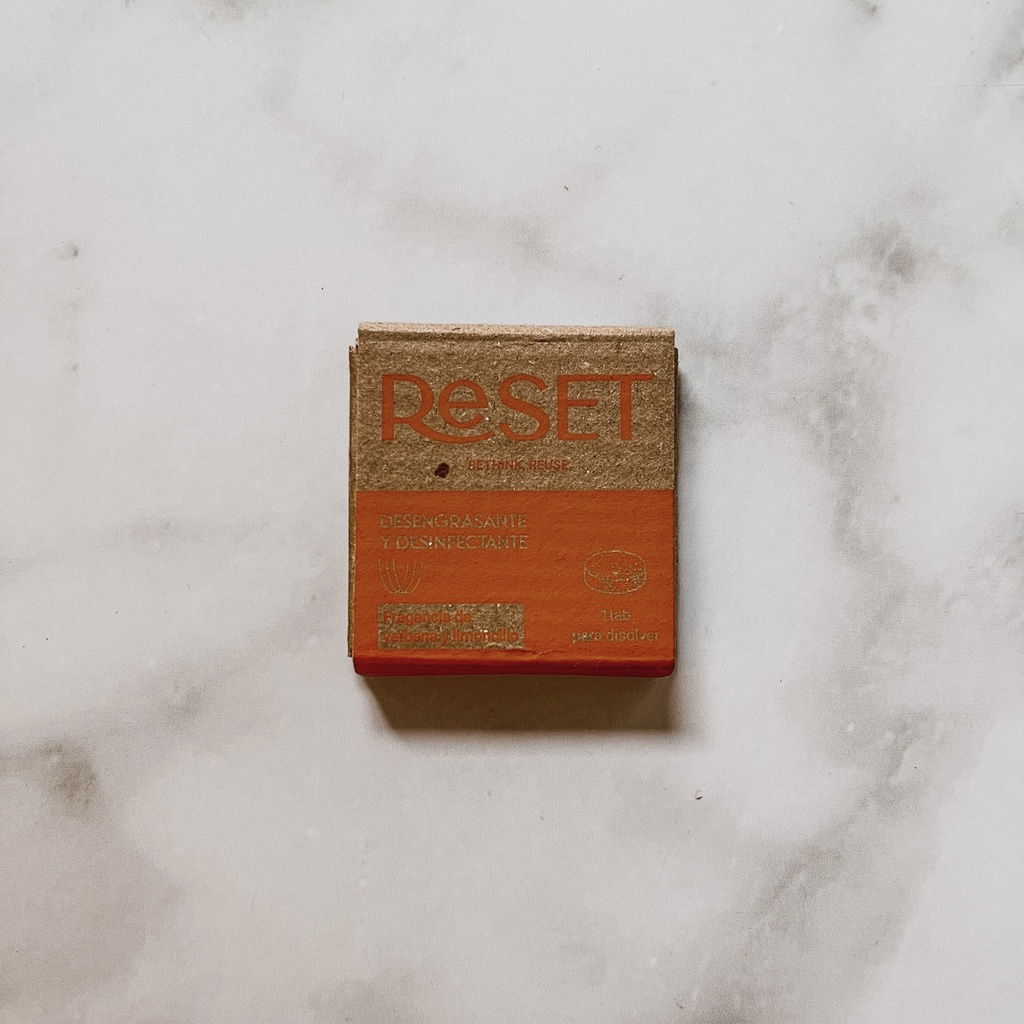 ReSET
RETHINK, REUSE.
DESENGRASANTE
Y DESINFECTANTE
Fragancia de
verbena y limoncillo
1 tab
para disolver